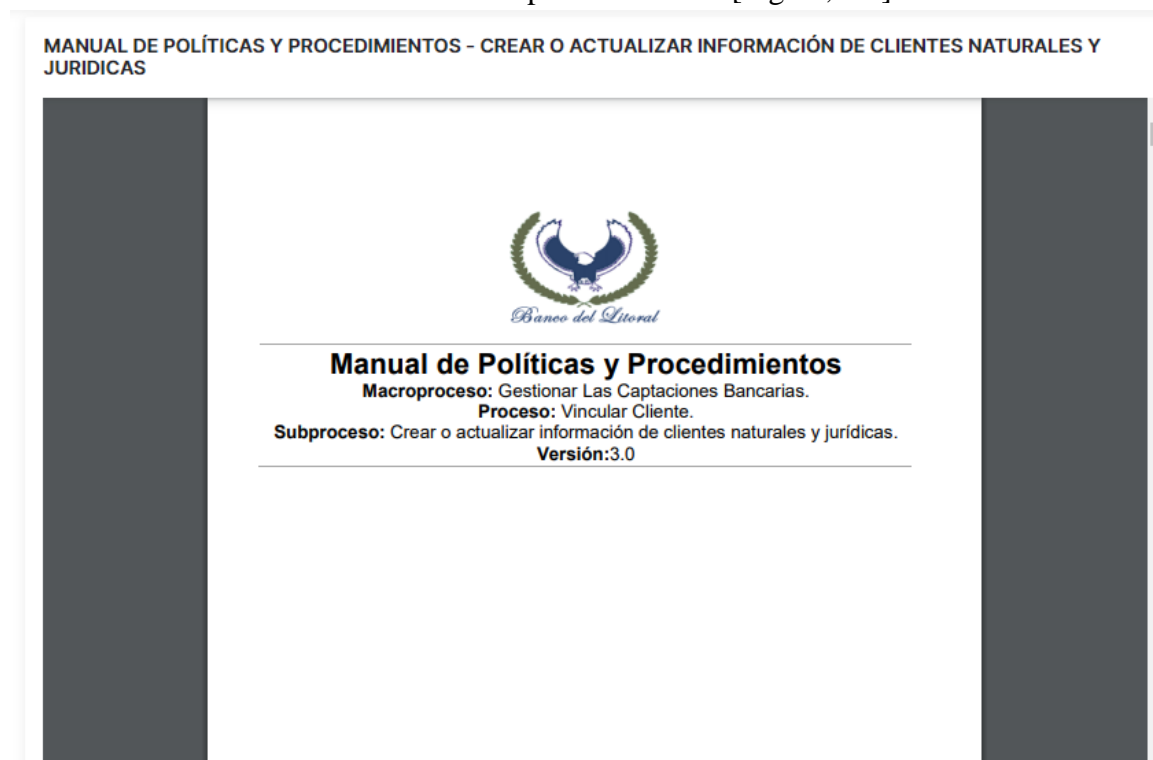 MANUAL DE POLÍTICAS Y PROCEDIMIENTOS - CREAR O ACTUALIZAR INFORMACIÓN DE CLIENTES NATURALES Y
JURIDICAS
Banco del Litoral
Manual de Políticas y Procedimientos
Macroproceso: Gestionar Las Captaciones Bancarias.
Proceso: Vincular Cliente.
Subproceso: Crear o actualizar información de clientes naturales y jurídicas.
Versión:3.0